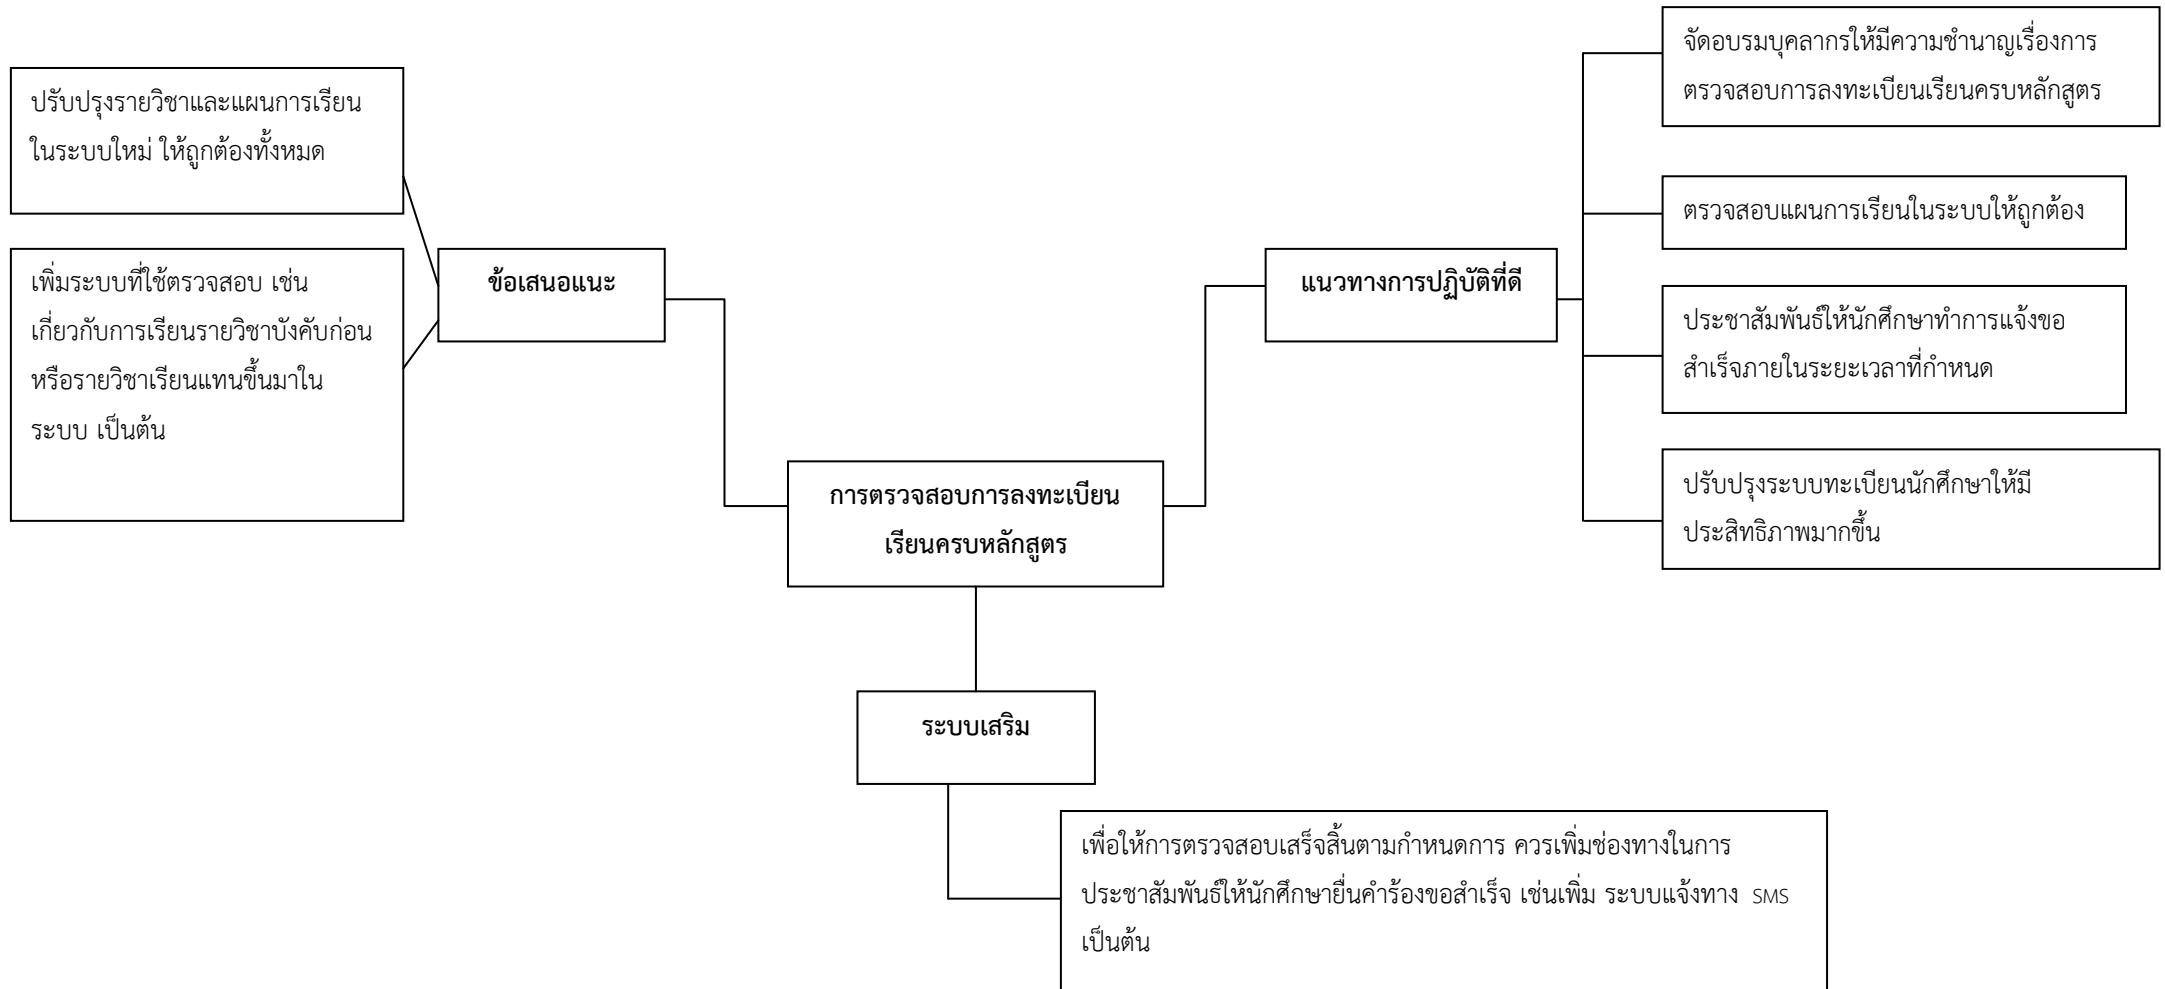 จัดอบรมบุคลากรให้มีความชำนาญเรื่องการ
ตรวจสอบการลงทะเบียนเรียนครบหลักสูตร
ปรับปรุงรายวิชาและแผนการเรียน
ในระบบใหม่ ให้ถูกต้องทั้งหมด
ตรวจสอบแผนการเรียนในระบบให้ถูกต้อง
ข้อเสนอแนะ
แนวทางการปฏิบัติที่ดี
เพิ่มระบบที่ใช้ตรวจสอบ เช่น
เกี่ยวกับการเรียนรายวิชาบังคับก่อน
หรือรายวิชาเรียนแทนขึ้นมาใน
ระบบ เป็นต้น
ประชาสัมพันธ์ให้นักศึกษาทำการแจ้งขอ
สำเร็จภายในระยะเวลาที่กำหนด
การตรวจสอบการลงทะเบียน
เรียนครบหลักสูตร
ปรับปรุงระบบทะเบียนนักศึกษาให้มี
ประสิทธิภาพมากขึ้น
ระบบเสริม
เพื่อให้การตรวจสอบเสร็จสิ้นตามกำหนดการ ควรเพิ่มช่องทางในการ
ประชาสัมพันธ์ให้นักศึกษายื่นคำร้องขอสำเร็จ เช่นเพิ่ม ระบบแจ้งทาง SMS
เป็นต้น